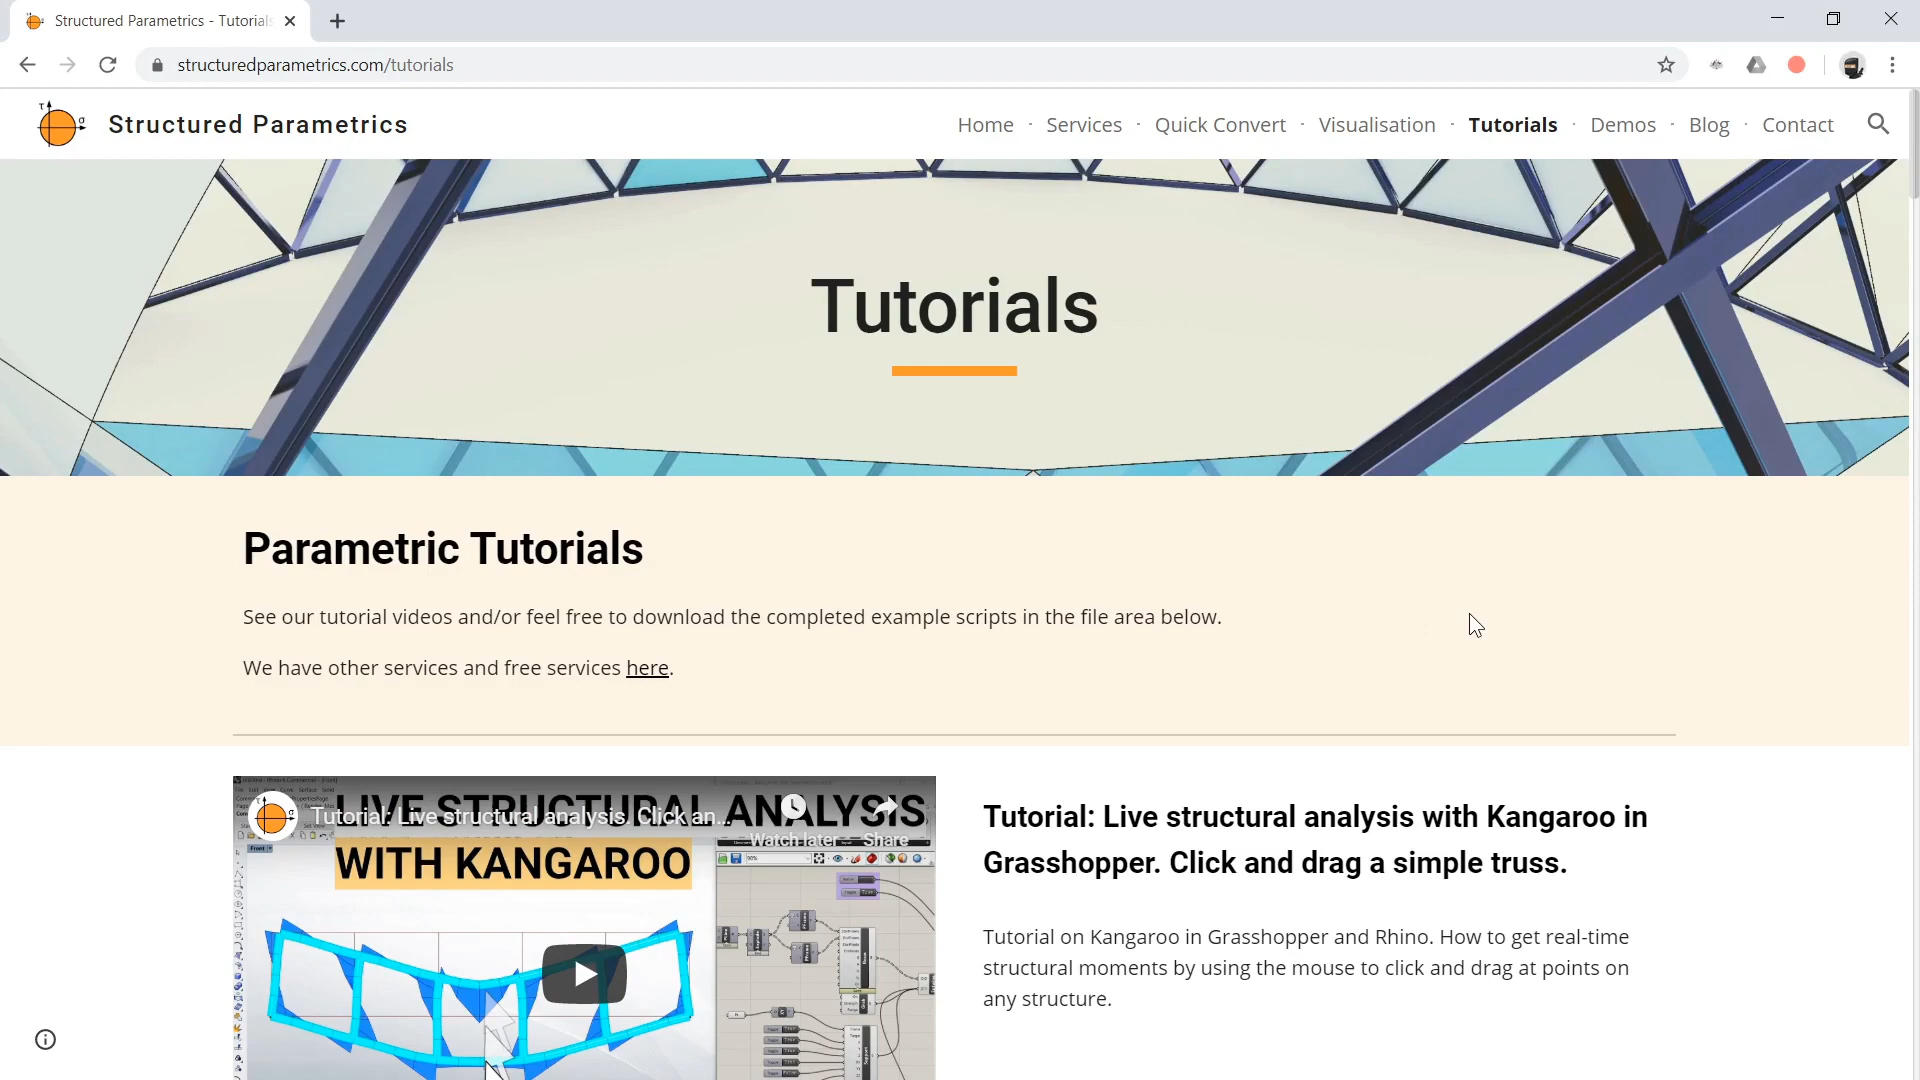 Structured Parametrics - Tutorials
structuredparametrics.com/tutorials
τ
σ
Structured Parametrics
Home · Services · Quick Convert · Visualisation · Tutorials · Demos · Blog · Contact
Tutorials
Parametric Tutorials
See our tutorial videos and/or feel free to download the completed example scripts in the file area below.
We have other services and free services here.
LIVE STRUCTURAL ANALYSIS
Tutorial: Live structural analysis. Click an...
Watch later
Share
WITH KANGAROO
Front
90%
Tutorial: Live structural analysis with Kangaroo in
Grasshopper. Click and drag a simple truss.
Tutorial on Kangaroo in Grasshopper and Rhino. How to get real-time
structural moments by using the mouse to click and drag at points on
any structure.